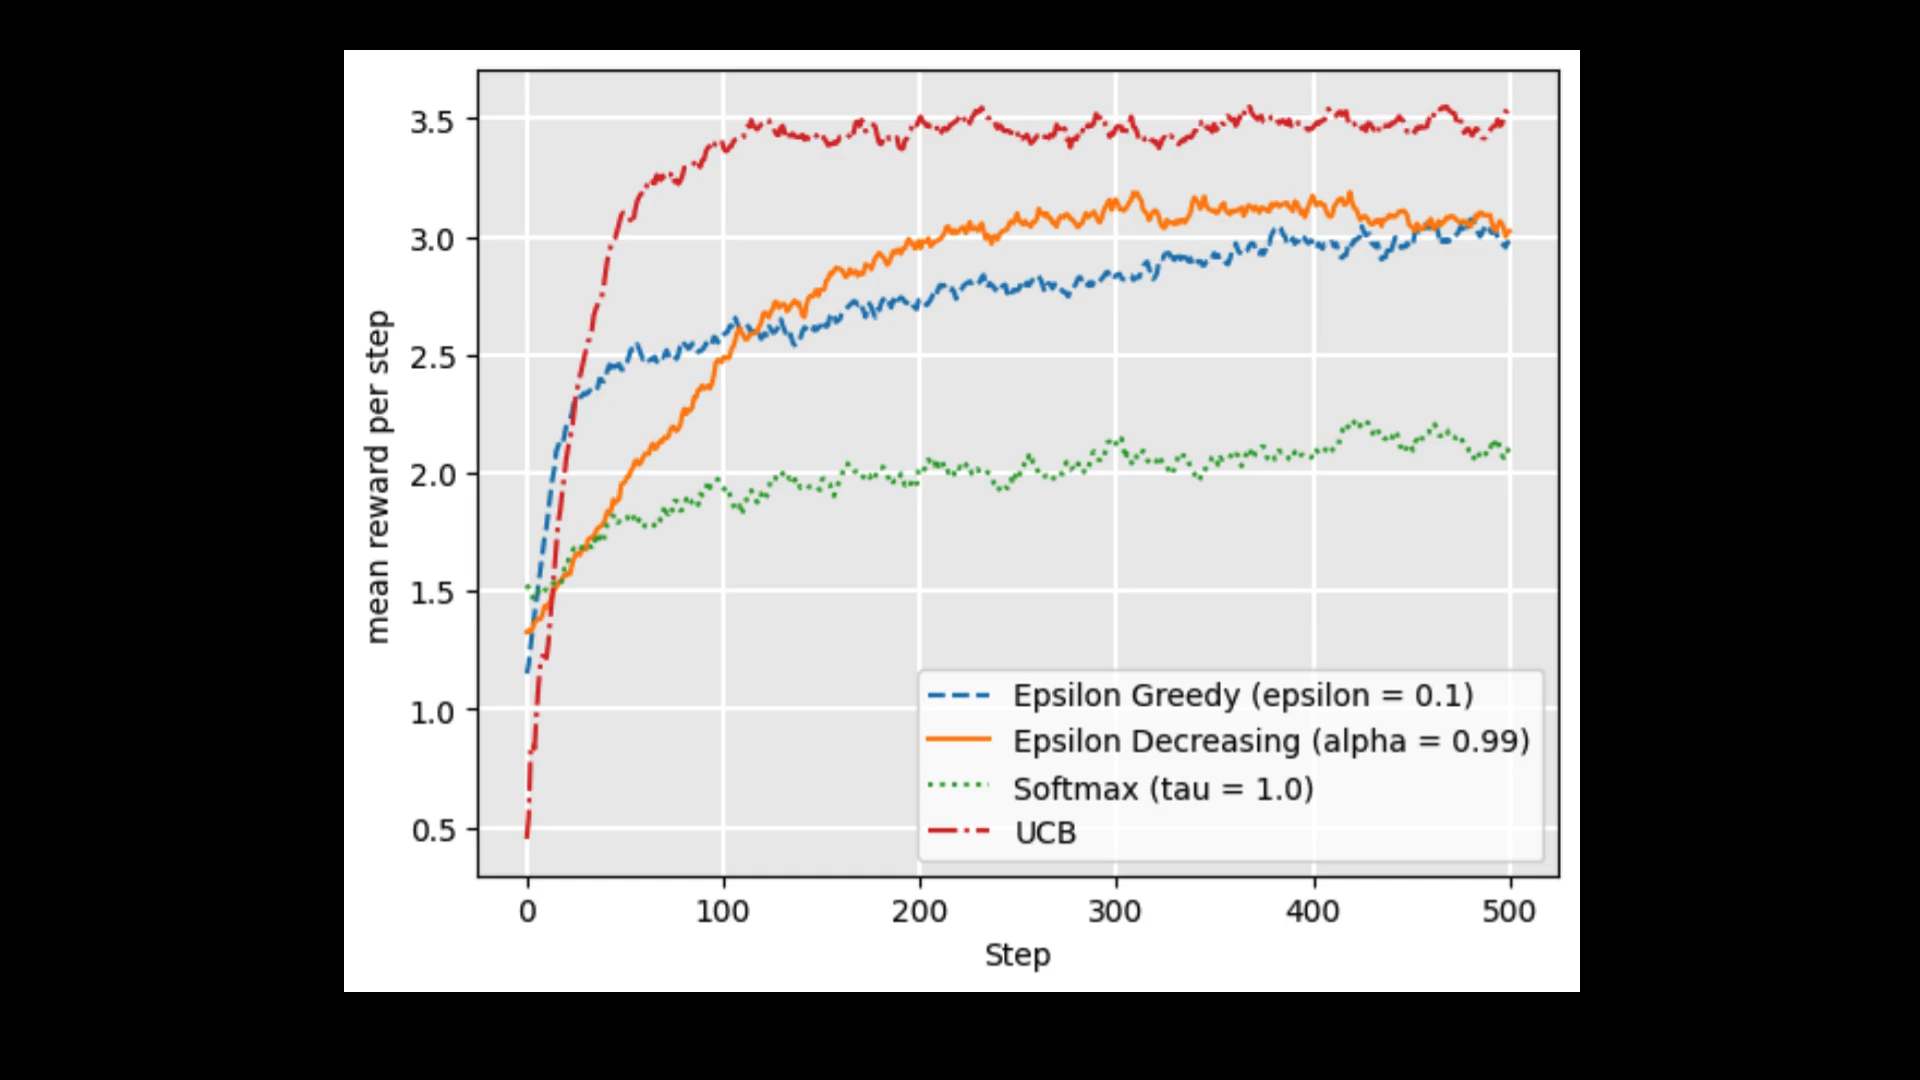 3.5
3.0
2.5
2.0
1.5
1.0
0.5
mean reward per step
Epsilon Greedy (epsilon = 0.1)
Epsilon Decreasing (alpha = 0.99)
Softmax (tau = 1.0)
UCB
0 100 200 300 400 500
Step